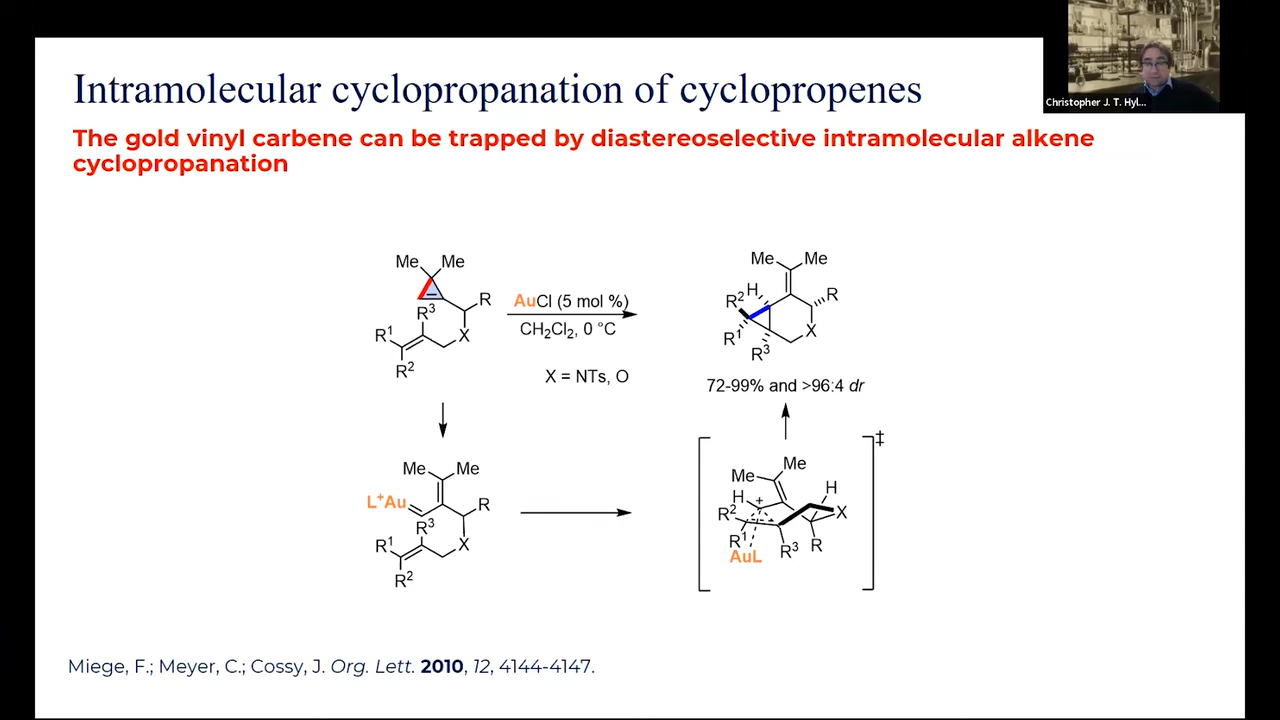 Intramolecular cyclopropanation of cyclopropenes
Christopher J. T. Hyl...
The gold vinyl carbene can be trapped by diastereoselective intramolecular alkene
cyclopropanation
Me Me
R
R³
R¹
X
R²
AuCl (5 mol %)
CH₂Cl₂, 0 °C
X = NTs, O
Me Me
H
R²
R
R¹
X
R³
72-99% and >96:4 dr
Me Me
L⁺Au
R
R³
R¹
X
R²
‡
Me
Me
H
+
H
R²
X
R¹
R³
R
AuL
Miege, F.; Meyer, C.; Cossy, J. Org. Lett. 2010, 12, 4144-4147.